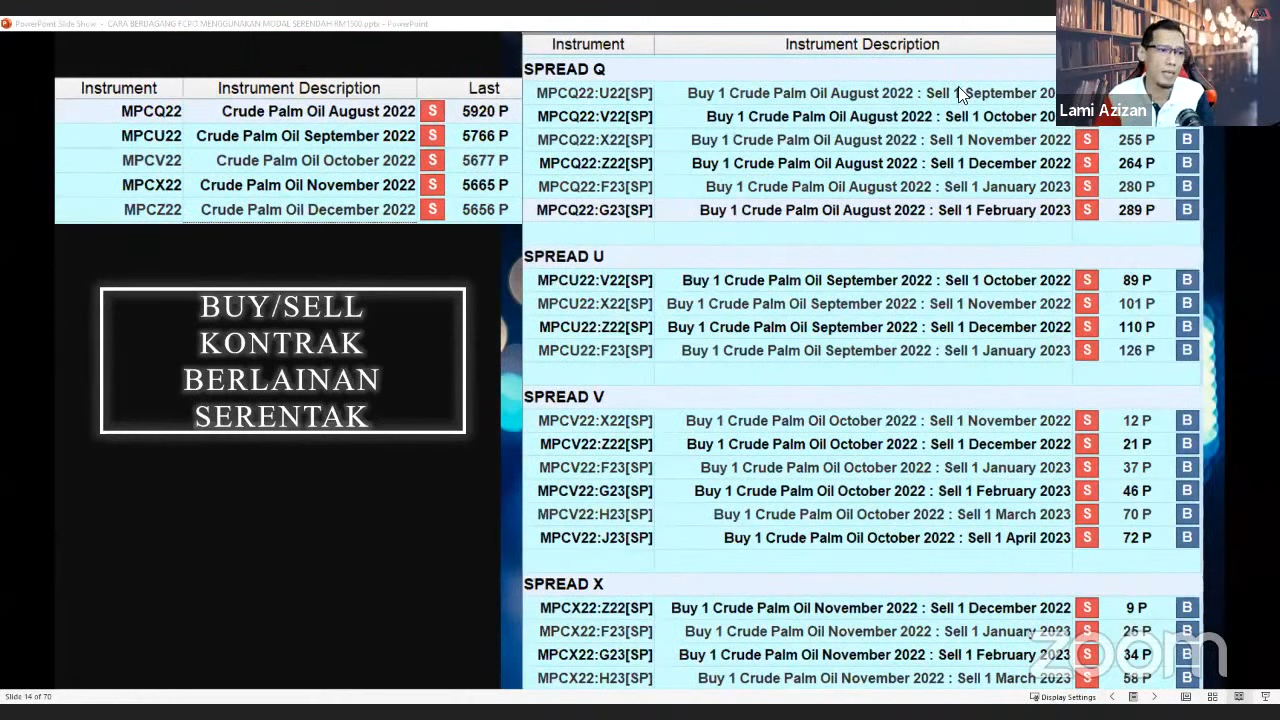 PowerPoint Slide Show - CARA BERDAGANG FCPO MENGGUNAKAN MODAL SERENDAH RM1500.pptx - PowerPoint
Instrument Instrument Description Last
MPCQ22 Crude Palm Oil August 2022 S 5920 P
MPCU22 Crude Palm Oil September 2022 S 5766 P
MPCV22 Crude Palm Oil October 2022 S 5677 P
MPCX22 Crude Palm Oil November 2022 S 5665 P
MPCZ22 Crude Palm Oil December 2022 S 5656 P
BUY/SELL
KONTRAK
BERLAINAN
SERENTAK
Instrument Instrument Description
SPREAD Q
MPCQ22:U22[SP] Buy 1 Crude Palm Oil August 2022 : Sell 1 September 20
MPCQ22:V22[SP] Buy 1 Crude Palm Oil August 2022 : Sell 1 October 20
MPCQ22:X22[SP] Buy 1 Crude Palm Oil August 2022 : Sell 1 November 2022 S 255 P B
MPCQ22:Z22[SP] Buy 1 Crude Palm Oil August 2022 : Sell 1 December 2022 S 264 P B
MPCQ22:F23[SP] Buy 1 Crude Palm Oil August 2022 : Sell 1 January 2023 S 280 P B
MPCQ22:G23[SP] Buy 1 Crude Palm Oil August 2022 : Sell 1 February 2023 S 289 P B
SPREAD U
MPCU22:V22[SP] Buy 1 Crude Palm Oil September 2022 : Sell 1 October 2022 S 89 P B
MPCU22:X22[SP] Buy 1 Crude Palm Oil September 2022 : Sell 1 November 2022 S 101 P B
MPCU22:Z22[SP] Buy 1 Crude Palm Oil September 2022 : Sell 1 December 2022 S 110 P B
MPCU22:F23[SP] Buy 1 Crude Palm Oil September 2022 : Sell 1 January 2023 S 126 P B
SPREAD V
MPCV22:X22[SP] Buy 1 Crude Palm Oil October 2022 : Sell 1 November 2022 S 12 P B
MPCV22:Z22[SP] Buy 1 Crude Palm Oil October 2022 : Sell 1 December 2022 S 21 P B
MPCV22:F23[SP] Buy 1 Crude Palm Oil October 2022 : Sell 1 January 2023 S 37 P B
MPCV22:G23[SP] Buy 1 Crude Palm Oil October 2022 : Sell 1 February 2023 S 46 P B
MPCV22:H23[SP] Buy 1 Crude Palm Oil October 2022 : Sell 1 March 2023 S 70 P B
MPCV22:J23[SP] Buy 1 Crude Palm Oil October 2022 : Sell 1 April 2023 S 72 P B
SPREAD X
MPCX22:Z22[SP] Buy 1 Crude Palm Oil November 2022 : Sell 1 December 2022 S 9 P B
MPCX22:F23[SP] Buy 1 Crude Palm Oil November 2022 : Sell 1 January 2023 S 25 P B
MPCX22:G23[SP] Buy 1 Crude Palm Oil November 2022 : Sell 1 February 2023 S 34 P B
MPCX22:H23[SP] Buy 1 Crude Palm Oil November 2022 : Sell 1 March 2023 S 58 P B
Lami Azizan
zoom
Slide 14 of 70
Display Settings